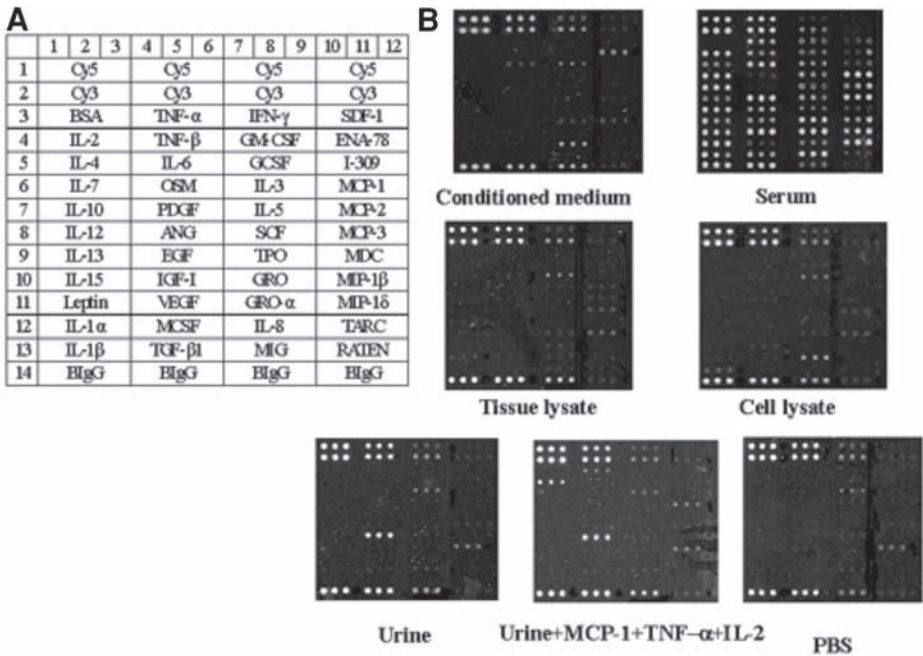 A
B
1 2 3 4 5 6 7 8 9 10 11 12
1 Cy5 Cy5 Cy5 Cy5
2 Cy3 Cy3 Cy3 Cy3
3 BSA TNF-α IFN-γ SDF-1
4 IL-2 TNF-β GM-CSF ENA-78
5 IL-4 IL-6 GCSF I-309
6 IL-7 OSM IL-3 MCP-1
7 IL-10 PDGF IL-5 MCP-2
8 IL-12 ANG SCF MCP-3
9 IL-13 EGF TPO MDC
10 IL-15 IGF-I GRO MIP-1β
11 Leptin VEGF GRO-α MIP-1δ
12 IL-1α MCSF IL-8 TARC
13 IL-1β TGF-β1 MIG RATEN
14 BIgG BIgG BIgG BIgG
Conditioned medium
Serum
Tissue lysate
Cell lysate
Urine
Urine+MCP-1+TNF-α+IL-2
PBS